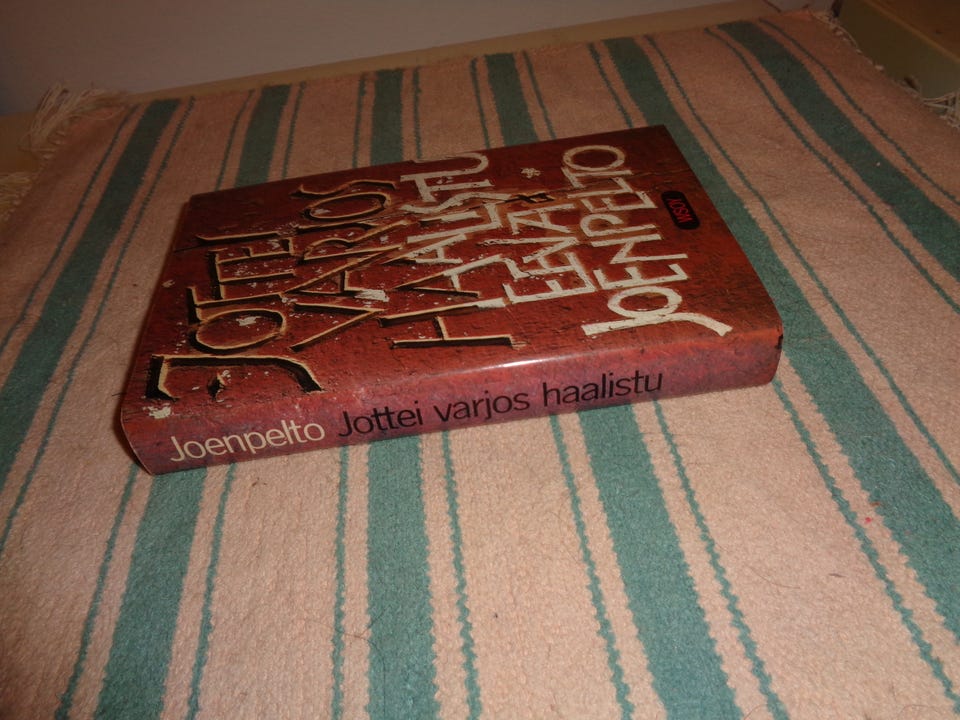 JOTTEI
VARJOS
HAALISTU
EEVA
JOENPELTO
WSOY
Joenpelto Jottei varjos haalistu